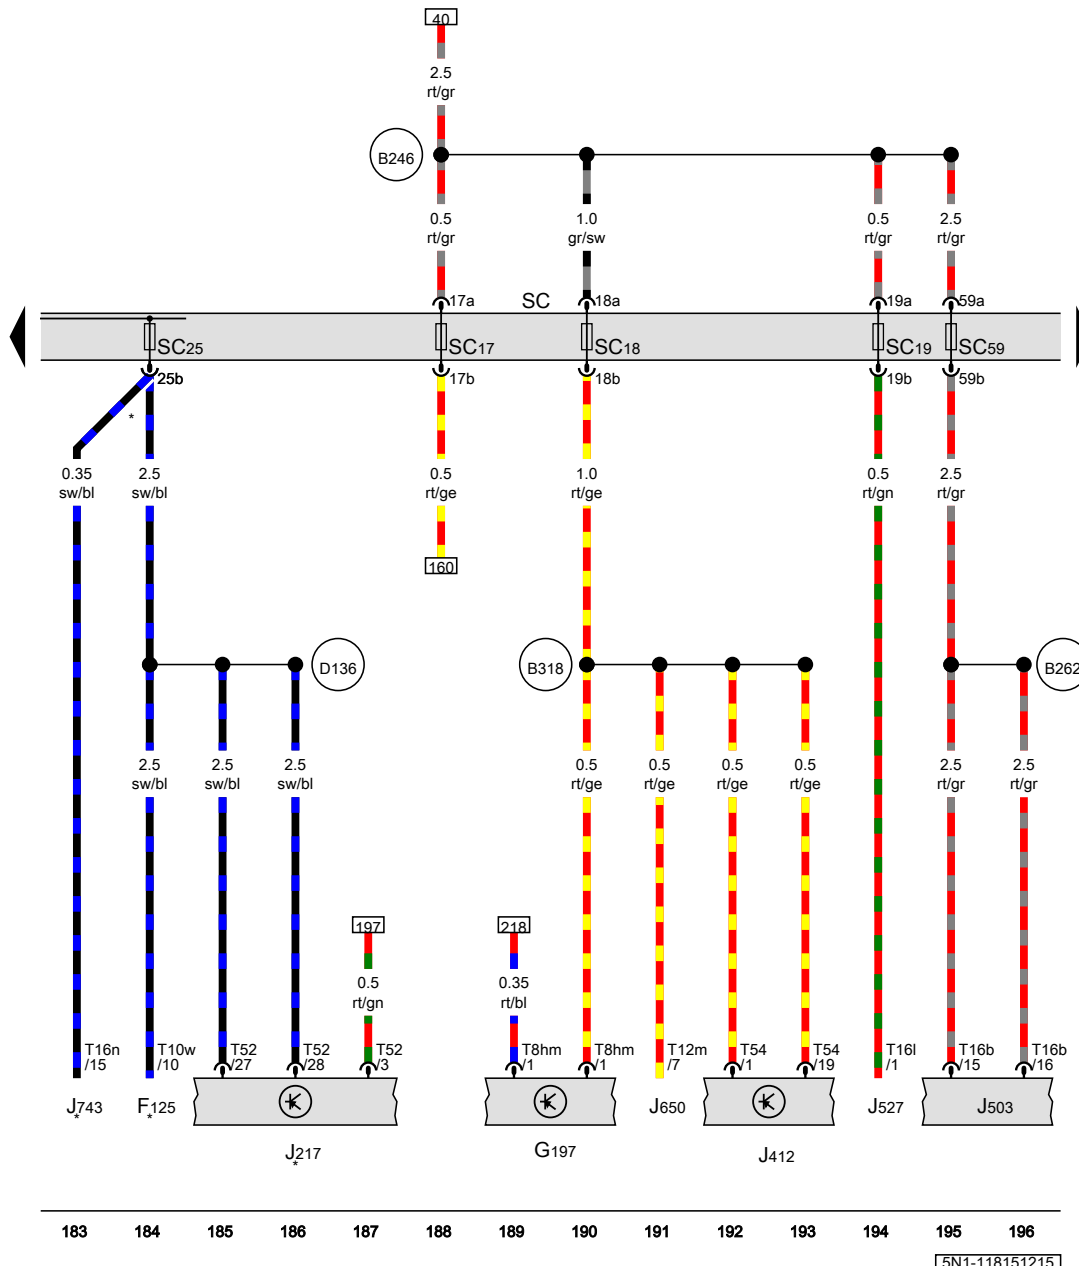 40
2.5
rt/gr
B246
0.5 1.0 0.5 2.5
rt/gr gr/sw rt/gr rt/gr
17a SC 18a 19a 59a
SC25 SC17 SC18 SC19 SC59
25b 17b 18b 19b 59b
*
0.35 2.5 0.5 1.0 0.5 2.5
sw/bl sw/bl rt/ge rt/ge rt/gn rt/gr
160
D136 B318 B262
2.5 2.5 2.5 0.5 0.5 0.5 0.5 2.5 2.5
sw/bl sw/bl sw/bl rt/ge rt/ge rt/ge rt/ge rt/gr rt/gr
197 218
0.5 0.35
rt/gn rt/bl
T16n T10w T52 T52 T52 T8hm T8hm T12m T54 T54 T16l T16b T16b
/15 /10 /27 /28 /3 /1 /1 /7 /1 /19 /1 /15 /16
J743 F125 J650 J527 J503
* *
J217 G197 J412
*
183 184 185 186 187 188 189 190 191 192 193 194 195 196
5N1-118151215